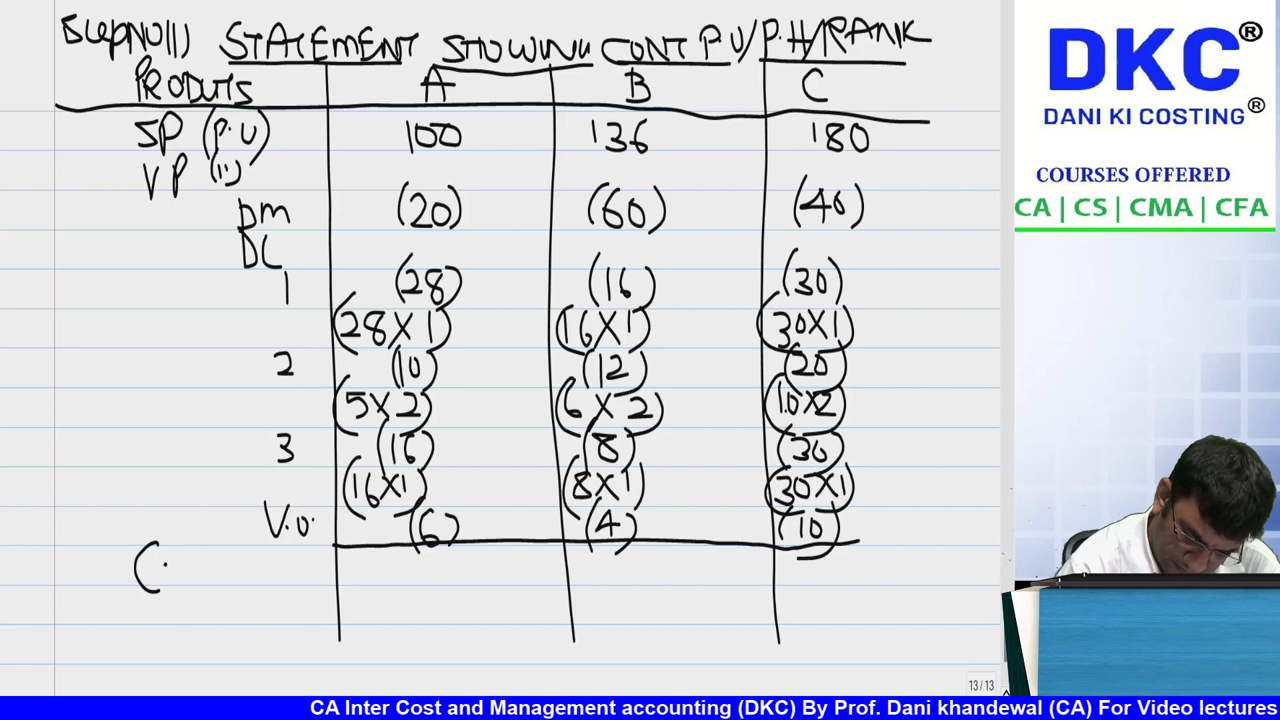 StepNO(1) STATEMENT SHOWING CONT P.U/P.H/RANK
PRODUTS A B C
SP (P.U) 100 136 180
VP (")
DM (20) (60) (40)
DL
1 (28) (16) (30)
(28X1) (16X1) (30X1)
2 (10) (12) (20)
(5X2) (6X2) (10X2)
3 (16) (8) (30)
(16X1) (8X1) (30X1)
V.O. (6) (4) (10)
C.
13/13
DKC®
DANI KI COSTING®
COURSES OFFERED
CA | CS | CMA | CFA
CA Inter Cost and Management accounting (DKC) By Prof. Dani khandewal (CA) For Video lectures